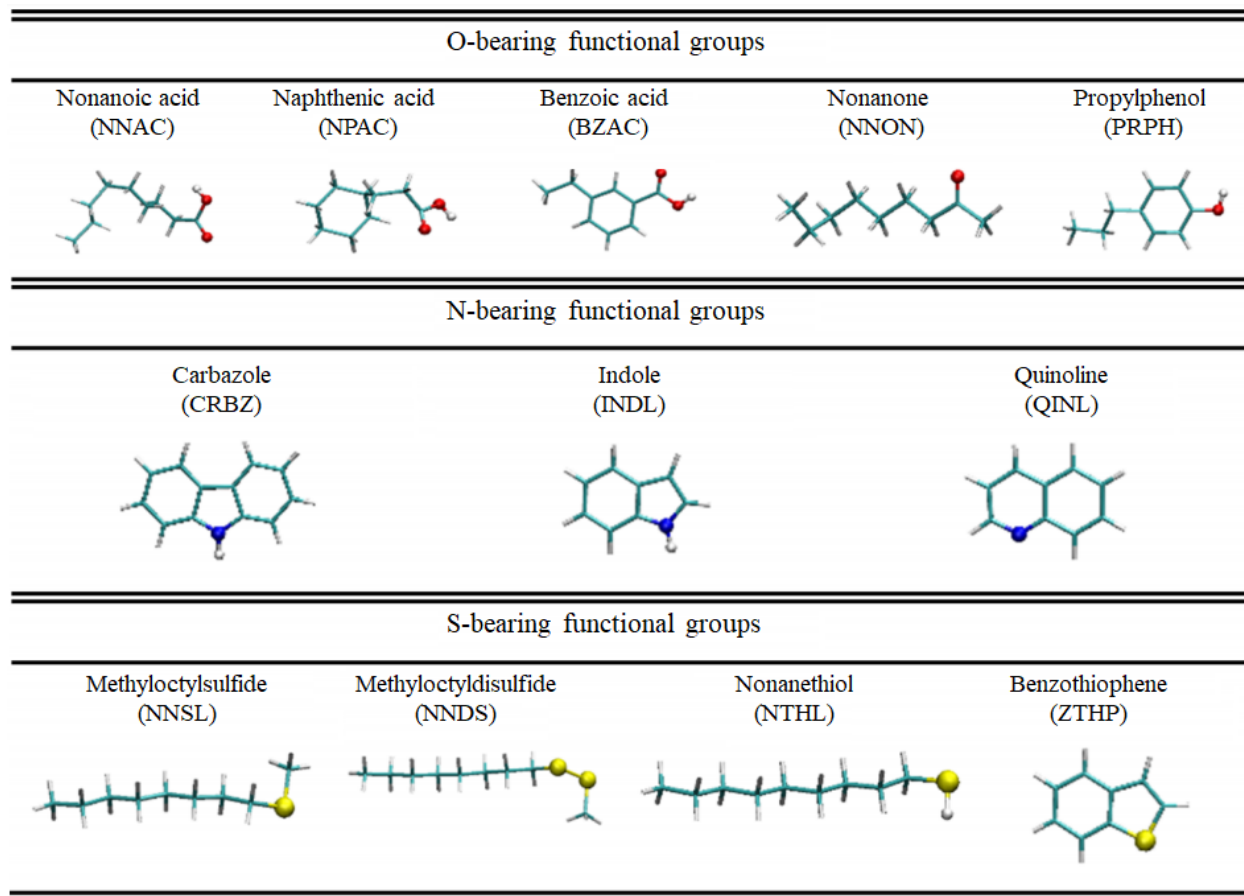 O-bearing functional groups
Nonanoic acid
(NNAC)
Naphthenic acid
(NPAC)
Benzoic acid
(BZAC)
Nonanone
(NNON)
Propylphenol
(PRPH)
N-bearing functional groups
Carbazole
(CRBZ)
Indole
(INDL)
Quinoline
(QINL)
S-bearing functional groups
Methyloctylsulfide
(NNSL)
Methyloctyldisulfide
(NNDS)
Nonanethiol
(NTHL)
Benzothiophene
(ZTHP)